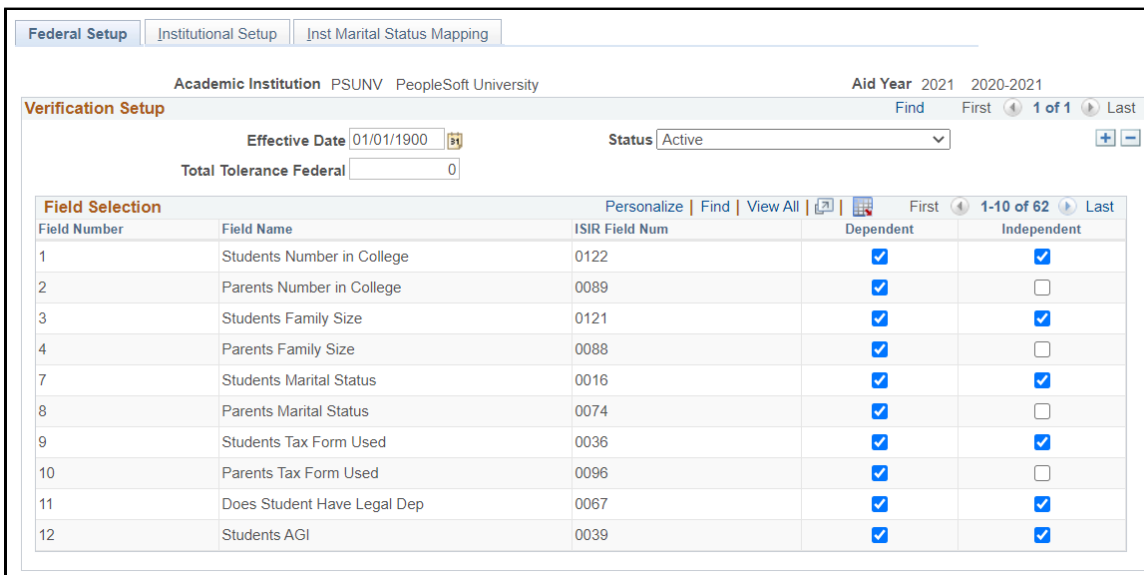 Federal Setup Institutional Setup Inst Marital Status Mapping
Academic Institution PSUNV PeopleSoft University Aid Year 2021 2020-2021
Verification Setup Find First 1 of 1 Last
Effective Date 01/01/1900 31 Status Active
Total Tolerance Federal 0
Field Selection Personalize | Find | View All | | First 1-10 of 62 Last
Field Number Field Name ISIR Field Num Dependent Independent
1 Students Number in College 0122
2 Parents Number in College 0089
3 Students Family Size 0121
4 Parents Family Size 0088
7 Students Marital Status 0016
8 Parents Marital Status 0074
9 Students Tax Form Used 0036
10 Parents Tax Form Used 0096
11 Does Student Have Legal Dep 0067
12 Students AGI 0039